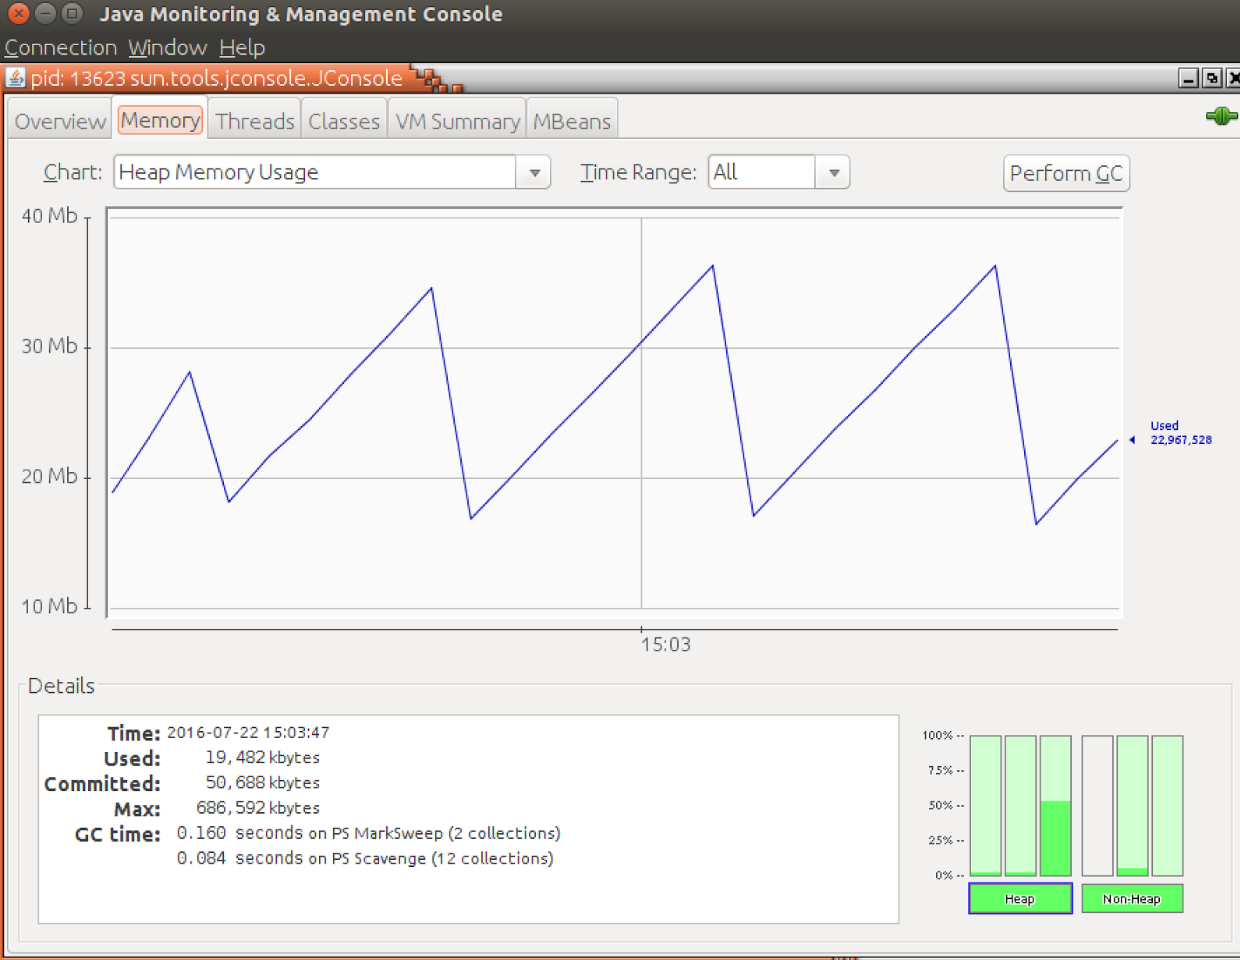 Java Monitoring & Management Console
Connection Window Help
pid: 13623 sun.tools.jconsole.JConsole
Overview Memory Threads Classes VM Summary MBeans
Chart: Heap Memory Usage Time Range: All Perform GC
40 Mb
30 Mb
Used
22,967,528
20 Mb
10 Mb
15:03
Details
Time: 2016-07-22 15:03:47
Used: 19,482 kbytes
Committed: 50,688 kbytes
Max: 686,592 kbytes
GC time: 0.160 seconds on PS MarkSweep (2 collections)
0.084 seconds on PS Scavenge (12 collections)
100% --
75% --
50% --
25% --
0% --
Heap Non-Heap